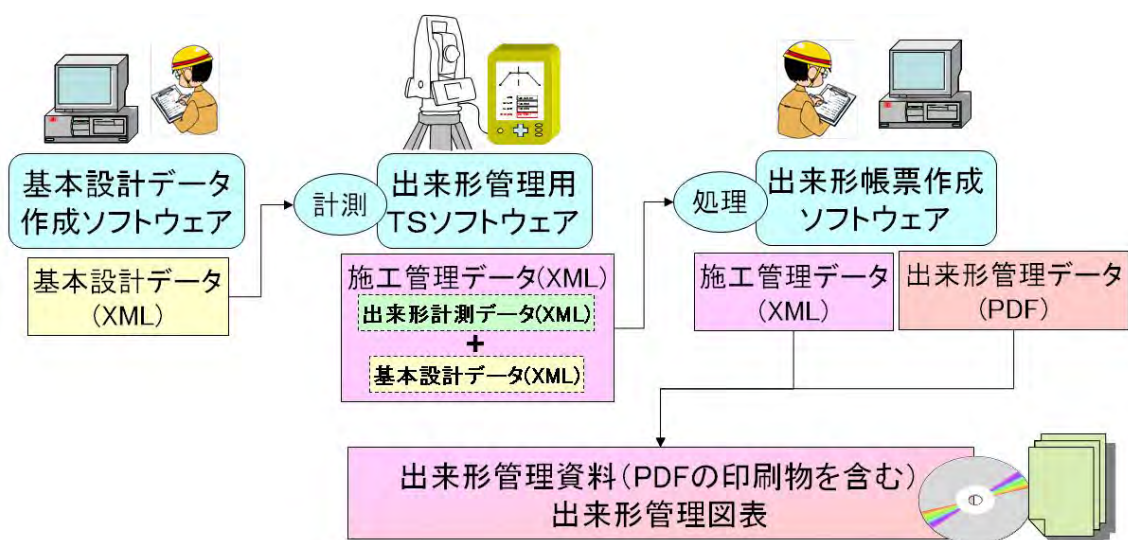 基本設計データ
作成ソフトウェア
計測
出来形管理用
TSソフトウェア
処理
出来形帳票作成
ソフトウェア
基本設計データ
(XML)
施工管理データ(XML)
出来形計測データ(XML)
+
基本設計データ(XML)
施工管理データ
(XML)
出来形管理データ
(PDF)
出来形管理資料(PDFの印刷物を含む)
出来形管理図表